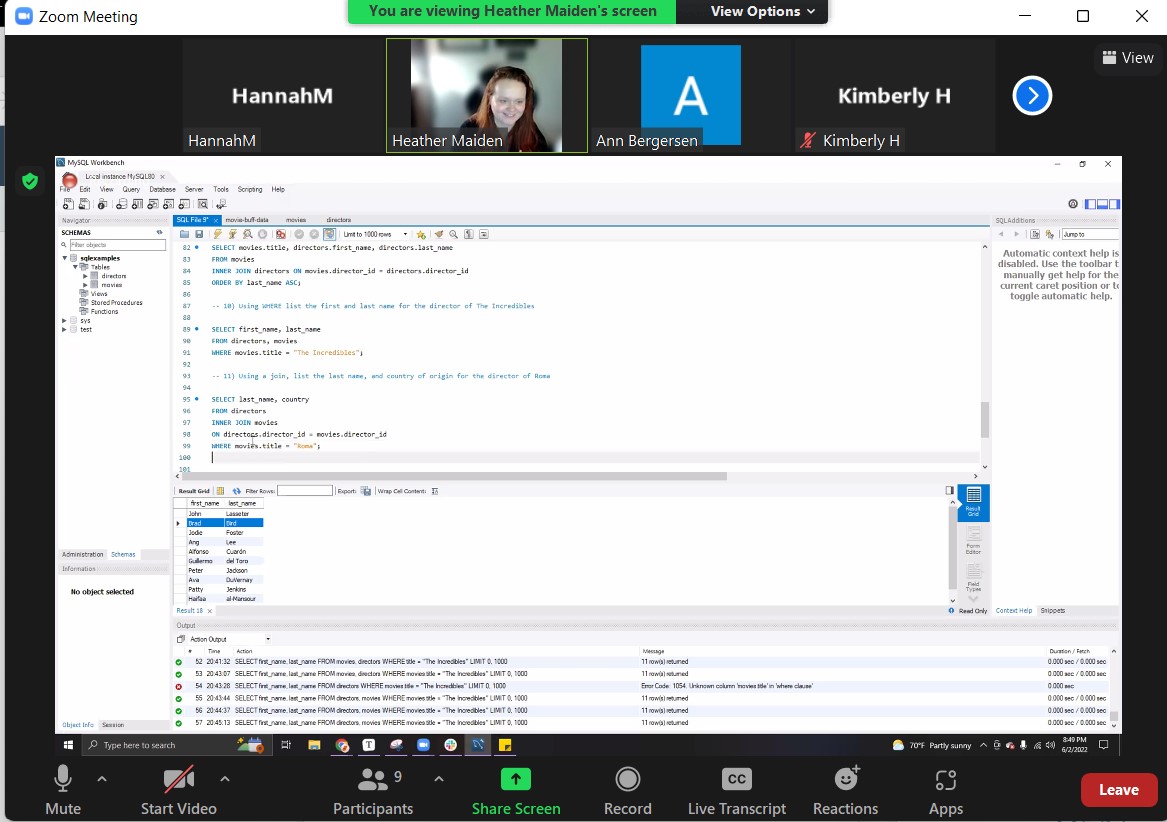 Zoom Meeting
You are viewing Heather Maiden's screen
View Options
View
HannahM
HannahM
Heather Maiden
A
Ann Bergersen
Kimberly H
Kimberly H
MySQL Workbench
Local instance MySQL80
File Edit View Query Database Server Tools Scripting Help
Navigator
SCHEMAS
Filter objects
sqlexamples
Tables
directors
movies
Views
Stored Procedures
Functions
sys
test
Administration Schemas
Information
No object selected
Object Info Session
SQL File 9* movie-buff-data movies directors
Limit to 1000 rows
82 SELECT movies.title, directors.first_name, directors.last_name
83 FROM movies
84 INNER JOIN directors ON movies.director_id = directors.director_id
85 ORDER BY last_name ASC;
86
87 -- 10) Using WHERE list the first and last name for the director of The Incredibles
88
89 SELECT first_name, last_name
90 FROM directors, movies
91 WHERE movies.title = "The Incredibles";
92
93 -- 11) Using a join, list the last name, and country of origin for the director of Roma
94
95 SELECT last_name, country
96 FROM directors
97 INNER JOIN movies
98 ON directors.director_id = movies.director_id
99 WHERE movies.title = "Roma";
100
101
Result Grid Filter Rows: Export: Wrap Cell Content:
first_name last_name
John Lasseter
Brad Bird
Jodie Foster
Ang Lee
Alfonso Cuarón
Guillermo del Toro
Peter Jackson
Ava DuVernay
Patty Jenkins
Haifaa al-Mansour
Result Grid
Form Editor
Field Types
Result 18
Read Only
SQLAdditions
Jump to
Automatic context help is
disabled. Use the toolbar t
manually get help for the
current caret position or to
toggle automatic help.
Context Help Snippets
Output
Action Output
# Time Action Message Duration / Fetch
52 20:41:32 SELECT first_name, last_name FROM movies, directors WHERE title = "The Incredibles" LIMIT 0, 1000 11 row(s) returned 0.000 sec / 0.000 sec
53 20:43:07 SELECT first_name, last_name FROM movies, directors WHERE movies.title = "The Incredibles" LIMIT 0, 1000 11 row(s) returned 0.000 sec / 0.000 sec
54 20:43:28 SELECT first_name, last_name FROM directors WHERE movies.title = "The Incredibles" LIMIT 0, 1000 Error Code: 1054. Unknown column 'movies.title' in 'where clause' 0.000 sec
55 20:43:44 SELECT first_name, last_name FROM directors, movies WHERE movies.title = "The Incredibles" LIMIT 0, 1000 11 row(s) returned 0.000 sec / 0.000 sec
56 20:44:37 SELECT first_name, last_name FROM directors, movies WHERE movies.title = "The Incredibles" LIMIT 0, 1000 11 row(s) returned 0.000 sec / 0.000 sec
57 20:45:13 SELECT first_name, last_name FROM directors, movies WHERE movies.title = "The Incredibles" LIMIT 0, 1000 11 row(s) returned 0.000 sec / 0.000 sec
Type here to search
70°F Partly sunny
8:49 PM
6/2/2022
9
CC
Mute
Start Video
Participants
Share Screen
Record
Live Transcript
Reactions
Apps
Leave